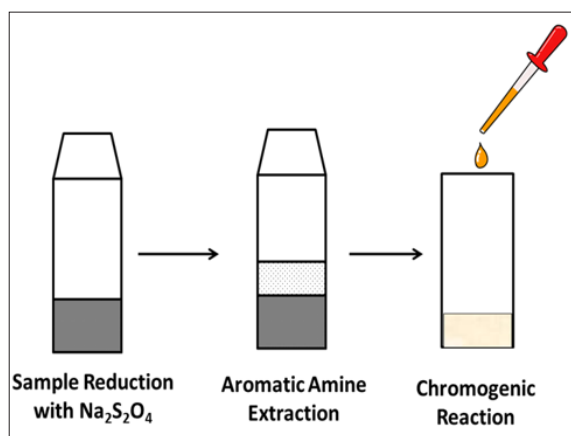 Sample Reduction
with Na₂S₂O₄
Aromatic Amine
Extraction
Chromogenic
Reaction